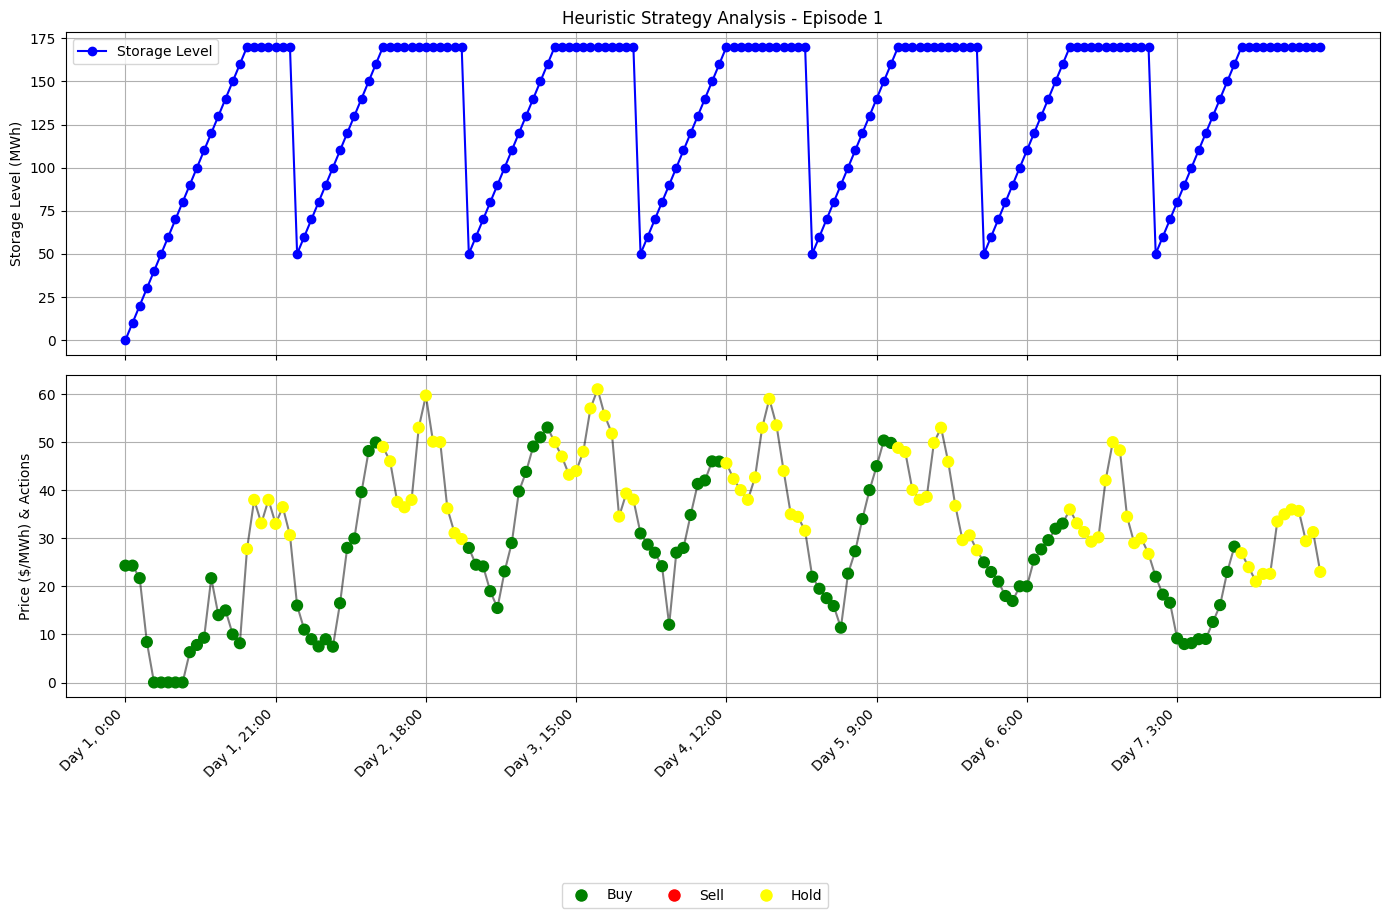 Heuristic Strategy Analysis - Episode 1
Storage Level (MWh)
175
150
125
100
75
50
25
0
Storage Level
Price ($/MWh) & Actions
60
50
40
30
20
10
0
Day 1, 0:00
Day 1, 21:00
Day 2, 18:00
Day 3, 15:00
Day 4, 12:00
Day 5, 9:00
Day 6, 6:00
Day 7, 3:00
Buy Sell Hold